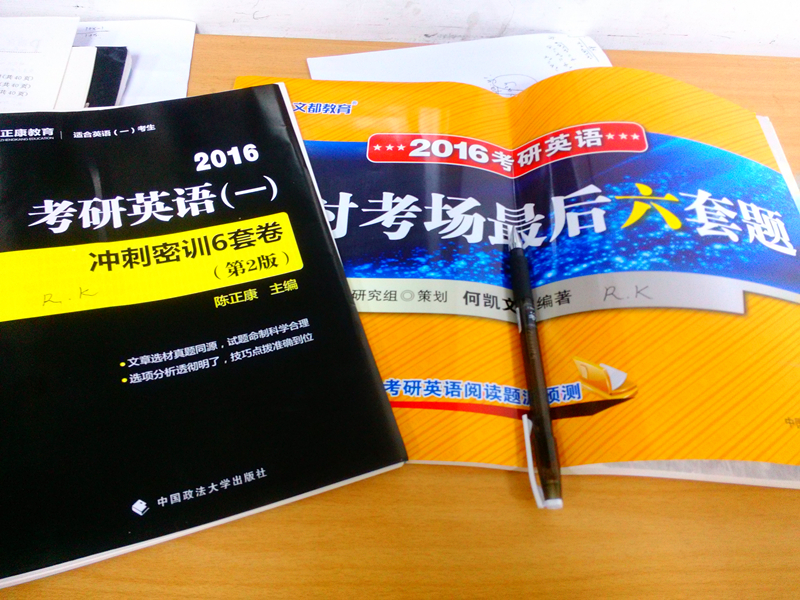 正康教育
适合英语(一)考生
2016
考研英语(一)
冲刺密训6套卷
(第2版)
R.K
陈正康 主编
•文章选材真题同源，试题命制科学合理
•选项分析透彻明了，技巧点拨准确到位
中国政法大学出版社
文都教育
2016考研英语
考场最后六套题
研究组◎策划 何凯文 编著
R.K
考研英语阅读题源预测